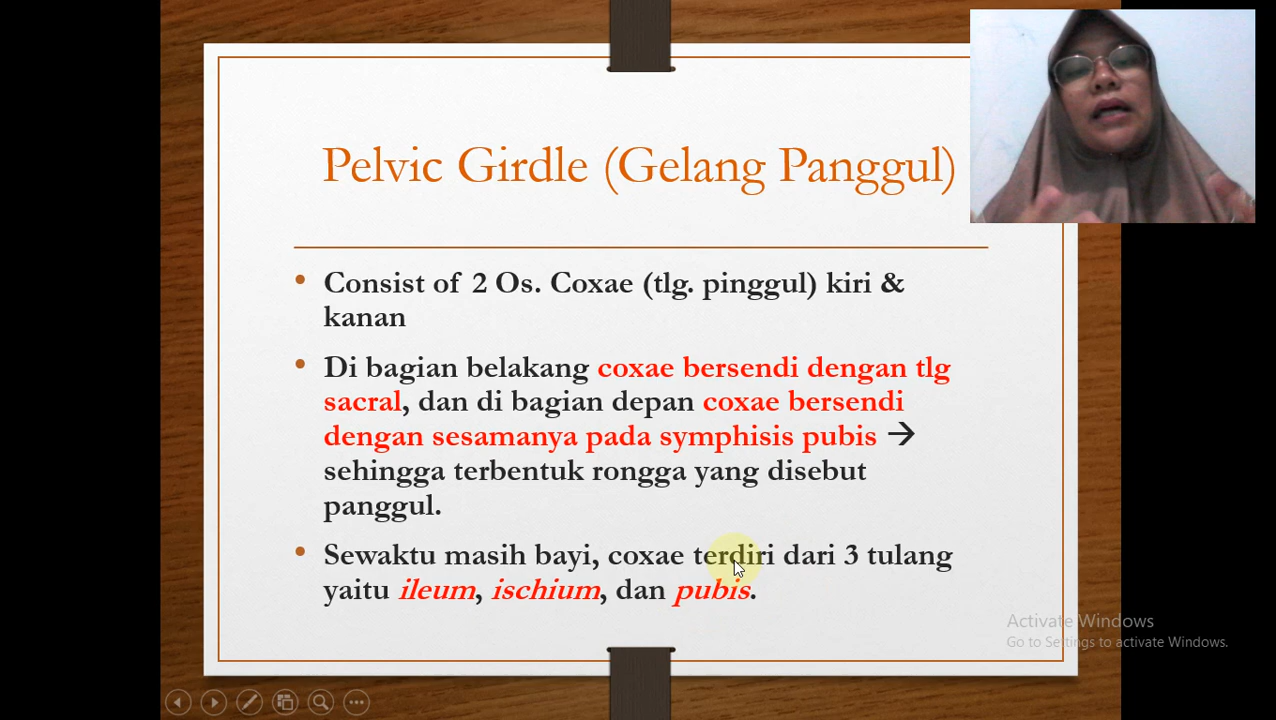 Pelvic Girdle (Gelang Panggul)
• Consist of 2 Os. Coxae (tlg. pinggul) kiri &
kanan
• Di bagian belakang coxae bersendi dengan tlg
sacral, dan di bagian depan coxae bersendi
dengan sesamanya pada symphisis pubis →
sehingga terbentuk rongga yang disebut
panggul.
• Sewaktu masih bayi, coxae terdiri dari 3 tulang
yaitu ileum, ischium, dan pubis.
Activate Windows
Go to Settings to activate Windows.